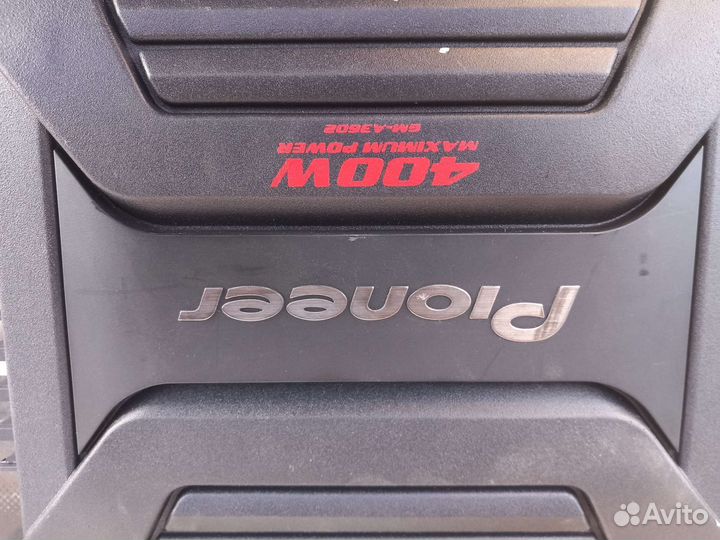 Pioneer
400W
MAXIMUM POWER
GM-A3602
Avito